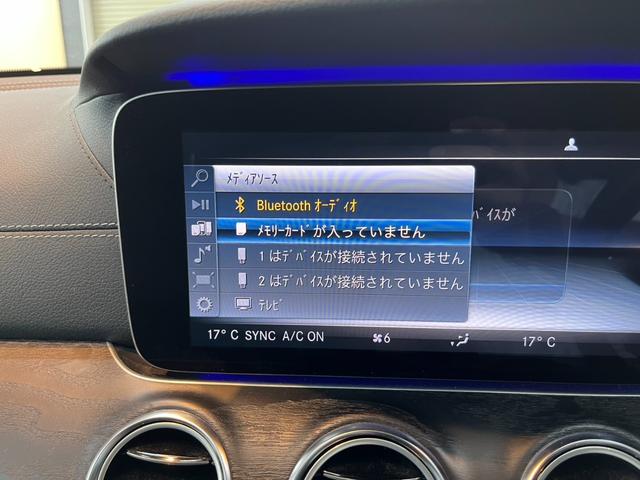 ﾒﾃﾞｨｱｿｰｽ
Bluetooth ｵｰﾃﾞｨｵ
ﾒﾓﾘｰｶｰﾄﾞが入っていません
ﾊﾞｲｽが
1 はﾃﾞﾊﾞｲｽが接続されていません
2 はﾃﾞﾊﾞｲｽが接続されていません
ﾃﾚﾋﾞ
17° C SYNC A/C ON 6 17° C